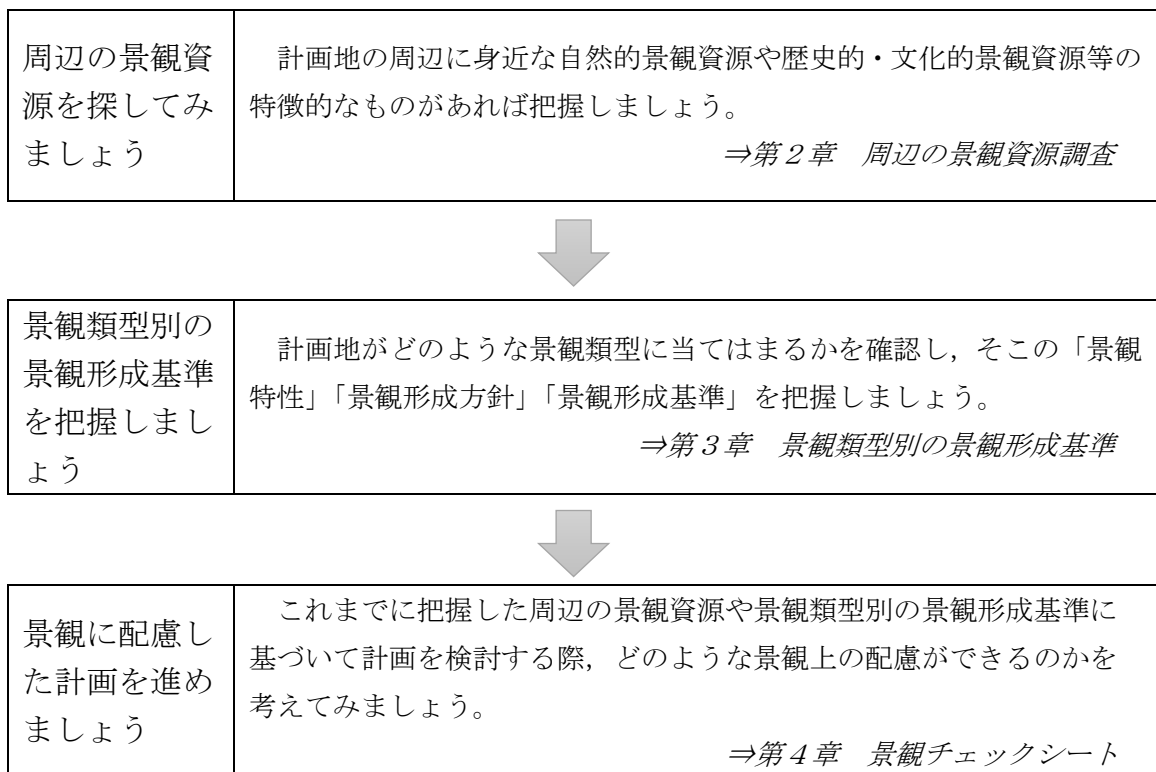 周辺の景観資
源を探してみ
ましょう
計画地の周辺に身近な自然的景観資源や歴史的・文化的景観資源等の
特徴的なものがあれば把握しましょう。
⇒第２章　周辺の景観資源調査
景観類型別の
景観形成基準
を把握しまし
ょう
計画地がどのような景観類型に当てはまるかを確認し，そこの「景観
特性」「景観形成方針」「景観形成基準」を把握しましょう。
⇒第３章　景観類型別の景観形成基準
景観に配慮し
た計画を進め
ましょう
これまでに把握した周辺の景観資源や景観類型別の景観形成基準に
基づいて計画を検討する際，どのような景観上の配慮ができるのかを
考えてみましょう。
⇒第４章　景観チェックシート